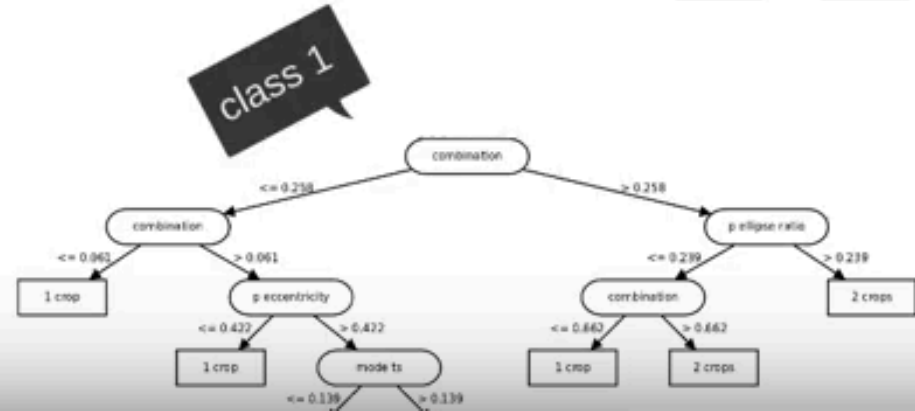 class 1
combination
<= 0.258
> 0.258
combination
p ellipse ratio
<= 0.061
> 0.061
<= 0.239
> 0.239
1 crop
p eccentricity
combination
2 crops
<= 0.422
> 0.422
<= 0.662
> 0.662
1 crop
mode ts
1 crop
2 crops
<= 0.139
> 0.139